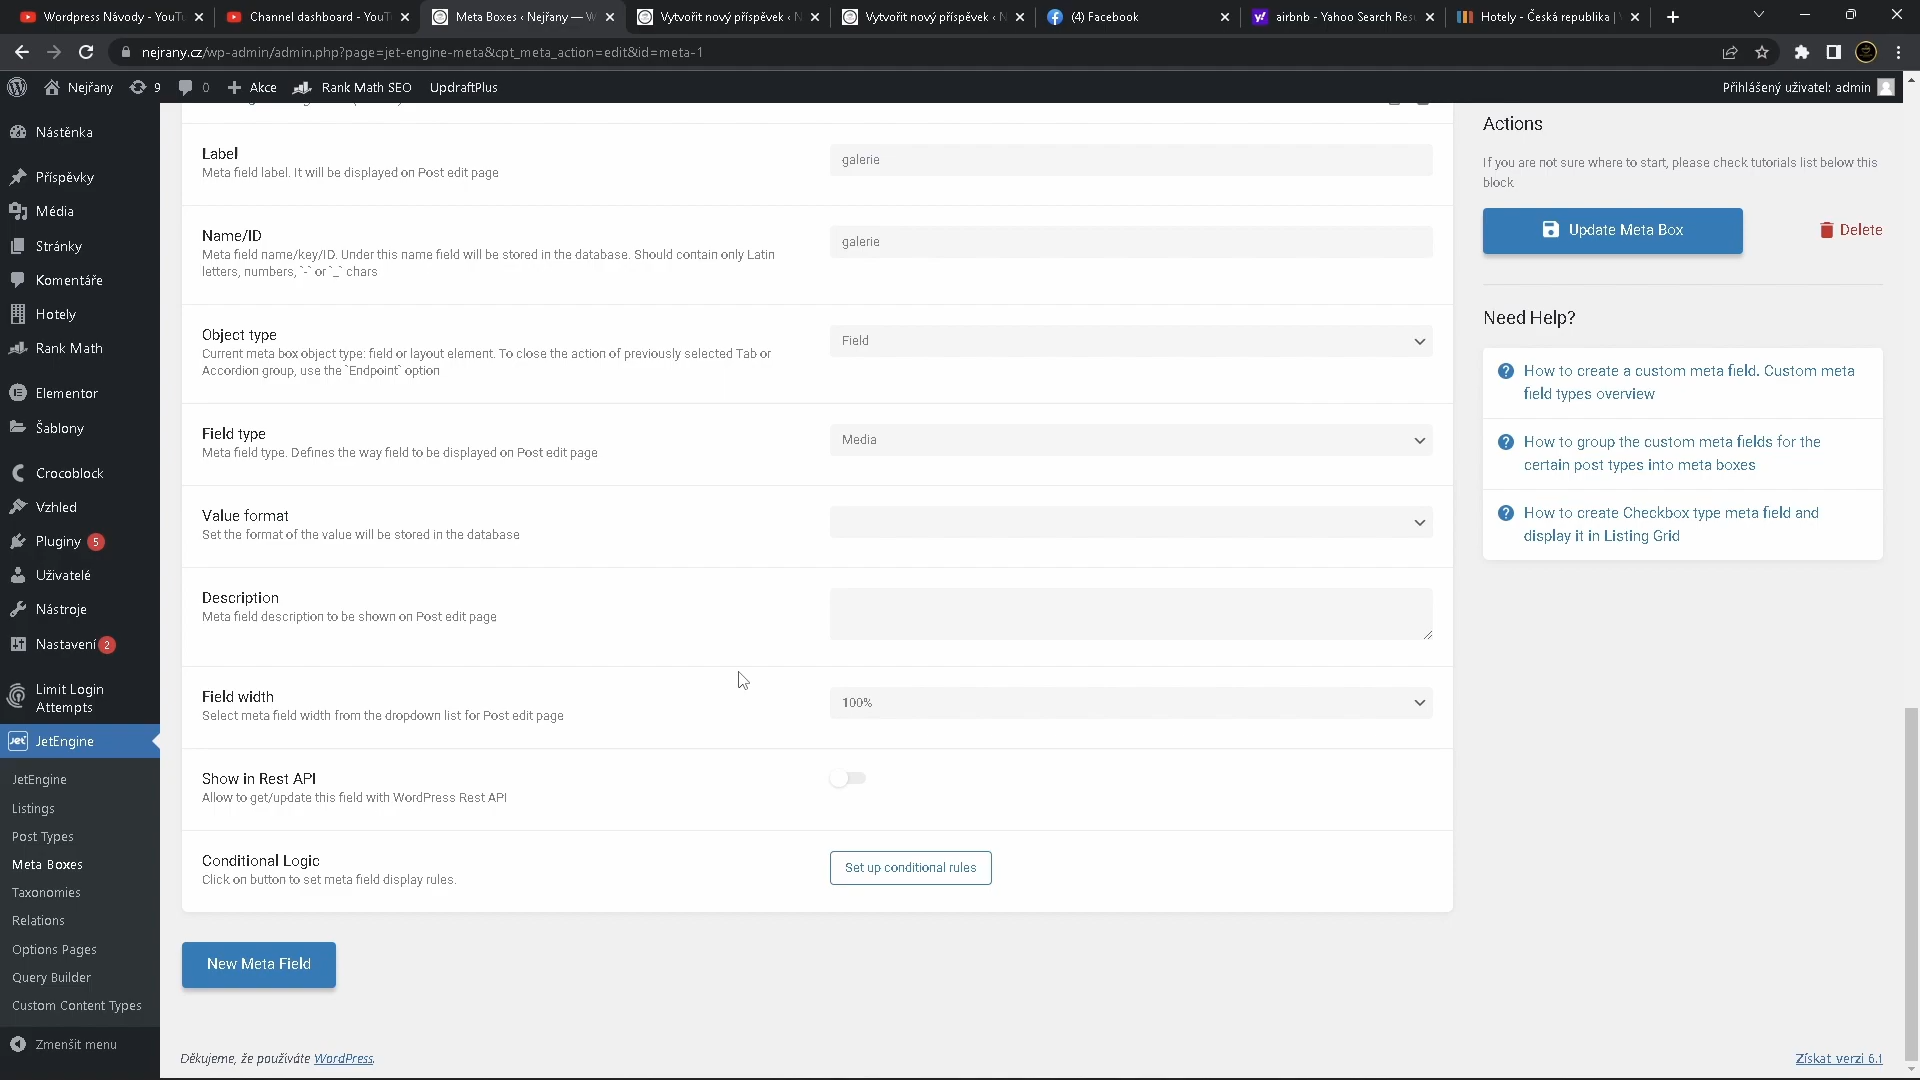 Wordpress Návody - YouTu
Channel dashboard - YouTu
Meta Boxes ‹ Nejřany — W
Vytvořit nový příspěvek ‹ N
Vytvořit nový příspěvek ‹ N
(4) Facebook
airbnb - Yahoo Search Resu
Hotely - Česká republika |
nejrany.cz/wp-admin/admin.php?page=jet-engine-meta&cpt_meta_action=edit&id=meta-1
Nejřany
9
0
Akce
Rank Math SEO
UpdraftPlus
Přihlášený uživatel: admin
Nástěnka
Příspěvky
Média
Stránky
Komentáře
Hotely
Rank Math
Elementor
Šablony
Crocoblock
Vzhled
Pluginy 5
Uživatelé
Nástroje
Nastavení 2
Limit Login
Attempts
JetEngine
JetEngine
Listings
Post Types
Meta Boxes
Taxonomies
Relations
Options Pages
Query Builder
Custom Content Types
Zmenšit menu
Label
Meta field label. It will be displayed on Post edit page
galerie
Name/ID
Meta field name/key/ID. Under this name field will be stored in the database. Should contain only Latin
letters, numbers, `-` or `_` chars
galerie
Object type
Current meta box object type: field or layout element. To close the action of previously selected Tab or
Accordion group, use the `Endpoint` option
Field
Field type
Meta field type. Defines the way field to be displayed on Post edit page
Media
Value format
Set the format of the value will be stored in the database
Description
Meta field description to be shown on Post edit page
Field width
Select meta field width from the dropdown list for Post edit page
100%
Show in Rest API
Allow to get/update this field with WordPress Rest API
Conditional Logic
Click on button to set meta field display rules.
Set up conditional rules
New Meta Field
Děkujeme, že používáte WordPress.
Získat verzi 6.1
Actions
If you are not sure where to start, please check tutorials list below this
block
Update Meta Box
Delete
Need Help?
How to create a custom meta field. Custom meta
field types overview
How to group the custom meta fields for the
certain post types into meta boxes
How to create Checkbox type meta field and
display it in Listing Grid